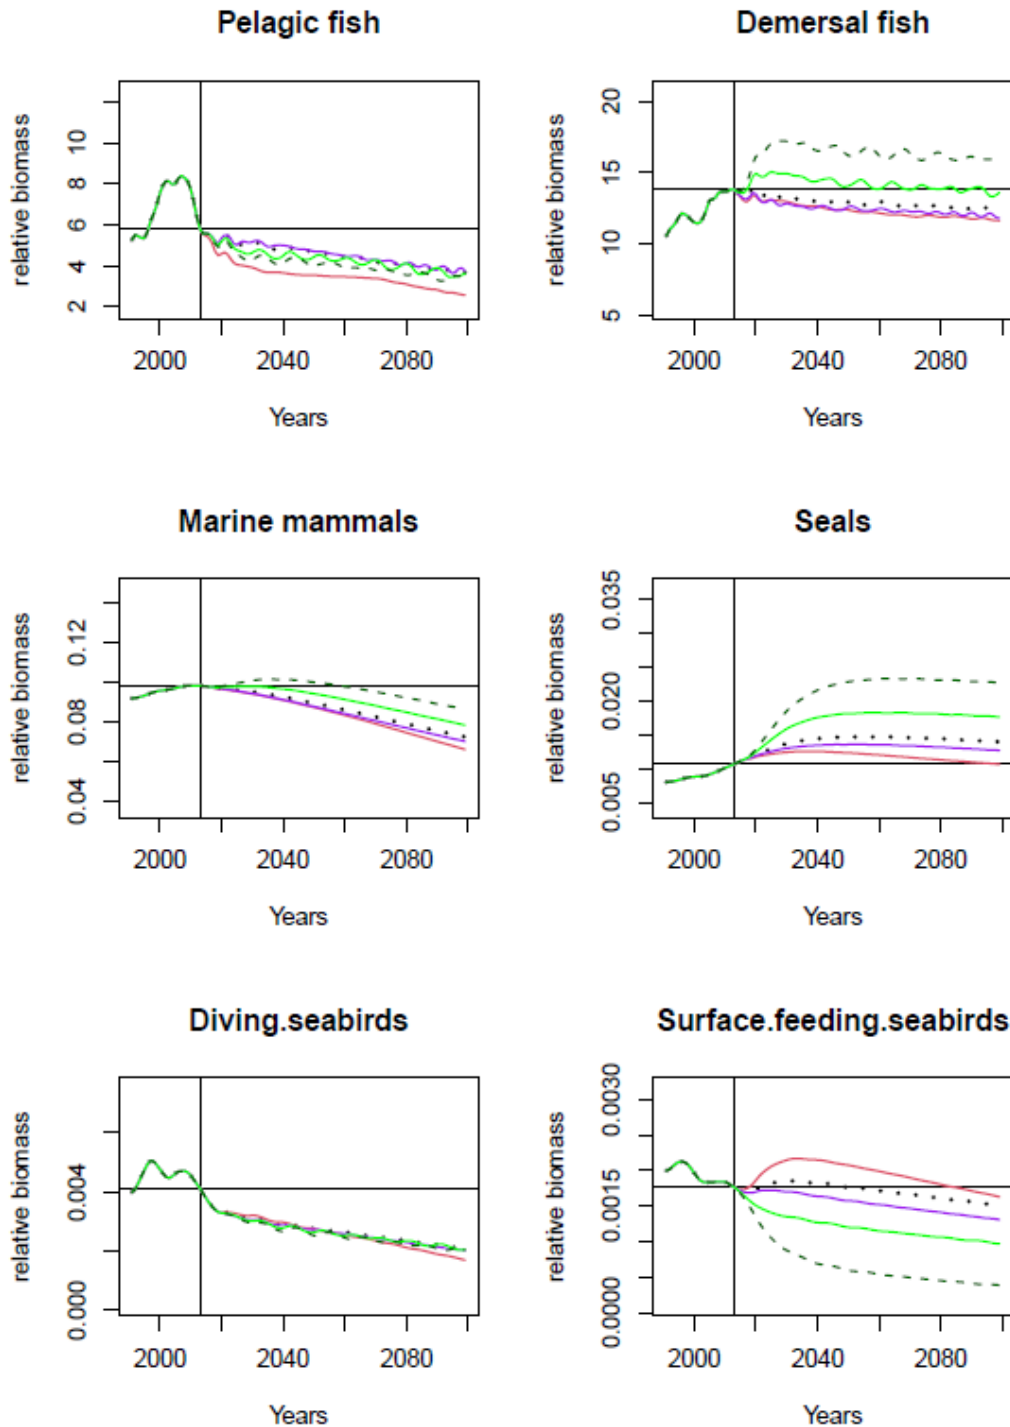 Pelagic fish
relative biomass
2 4 6 8 10
2000 2040 2080
Years
Demersal fish
relative biomass
5 10 15 20
2000 2040 2080
Years
Marine mammals
relative biomass
0.04 0.08 0.12
2000 2040 2080
Years
Seals
relative biomass
0.005 0.020 0.035
2000 2040 2080
Years
Diving.seabirds
relative biomass
0.000 0.004
2000 2040 2080
Years
Surface.feeding.seabirds
relative biomass
0.0000 0.0015 0.0030
2000 2040 2080
Years